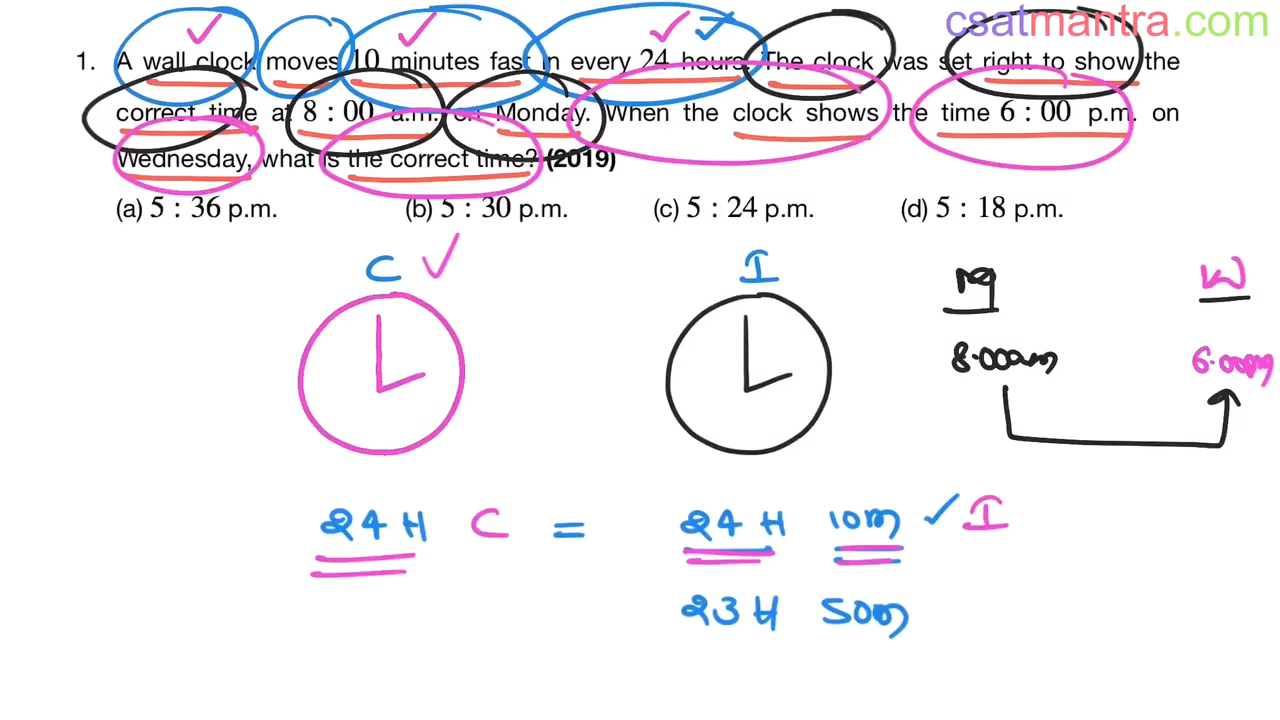 csatmantra.com
1. A wall clock moves 10 minutes fast in every 24 hours. The clock was set right to show the
correct time at 8 : 00 a.m. on Monday. When the clock shows the time 6 : 00 p.m. on
Wednesday, what is the correct time? (2019)
(a) 5 : 36 p.m. (b) 5 : 30 p.m. (c) 5 : 24 p.m. (d) 5 : 18 p.m.
C I M W
8.00am 6.00pm
24 H C = 24 H 10m I
23 H 50m